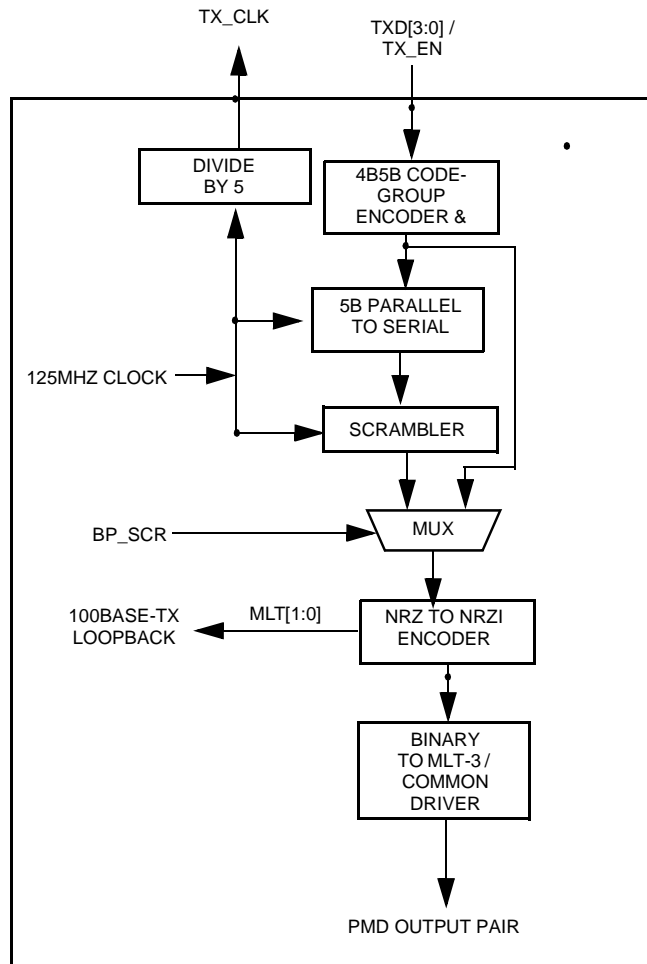 TX_CLK
TXD[3:0] /
TX_EN
DIVIDE
BY 5
4B5B CODE-
GROUP
ENCODER &
5B PARALLEL
TO SERIAL
125MHZ CLOCK
SCRAMBLER
BP_SCR
MUX
100BASE-TX
LOOPBACK
MLT[1:0]
NRZ TO NRZI
ENCODER
BINARY
TO MLT-3 /
COMMON
DRIVER
PMD OUTPUT PAIR